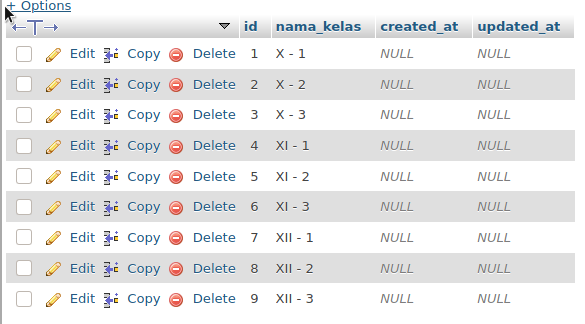 + Options
id nama_kelas created_at updated_at
Edit Copy Delete 1 X - 1 NULL NULL
Edit Copy Delete 2 X - 2 NULL NULL
Edit Copy Delete 3 X - 3 NULL NULL
Edit Copy Delete 4 XI - 1 NULL NULL
Edit Copy Delete 5 XI - 2 NULL NULL
Edit Copy Delete 6 XI - 3 NULL NULL
Edit Copy Delete 7 XII - 1 NULL NULL
Edit Copy Delete 8 XII - 2 NULL NULL
Edit Copy Delete 9 XII - 3 NULL NULL